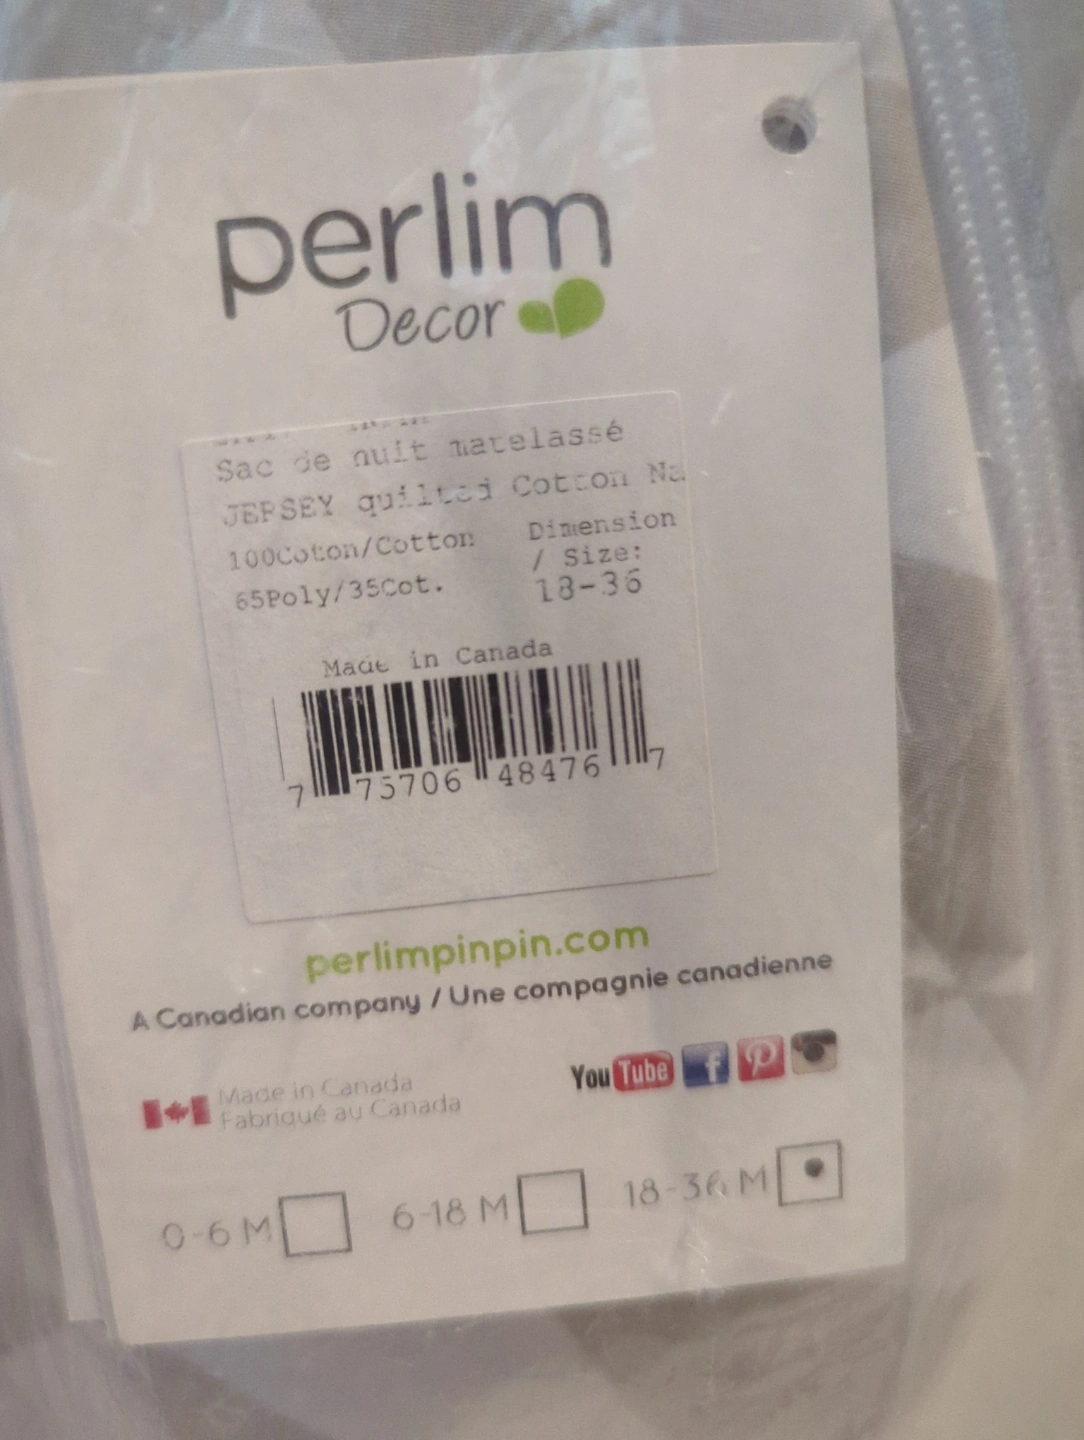 perlim
Decor
Sac de nuit matelassé
JERSEY quilted Cotton Na
100Coton/Cotton
65Poly/35Cot.
Dimension
/ Size:
18-36
Made in Canada
7 75706 48476 7
perlimpinpin.com
A Canadian company / Une compagnie canadienne
Made in Canada
Fabriqué au Canada
You Tube f P
0-6 M
6-18 M
18-36 M